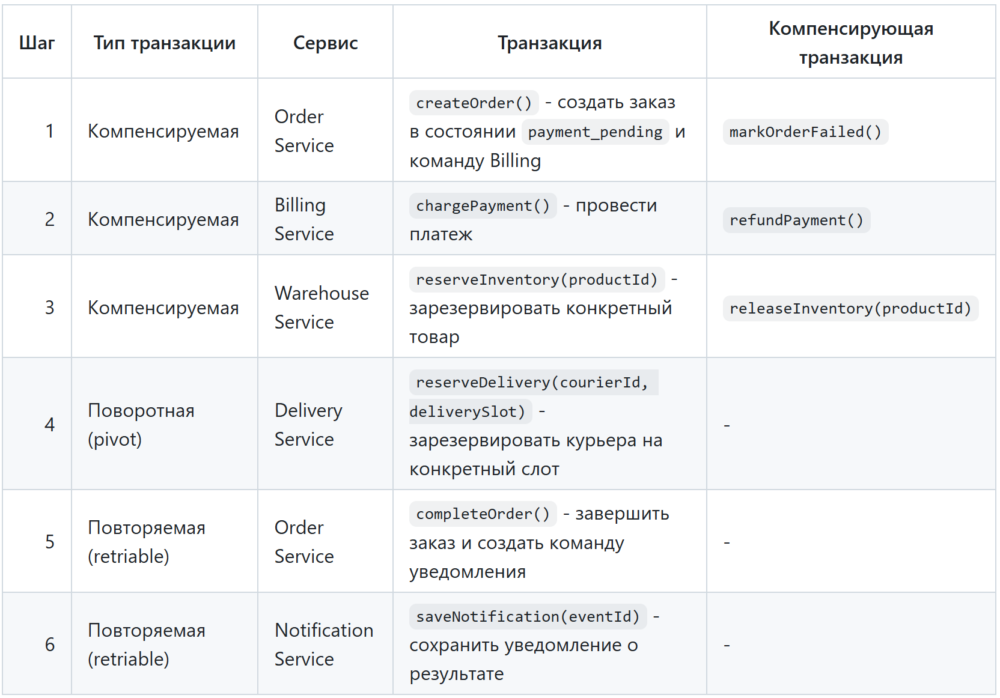 Шаг
Тип транзакции
Сервис
Транзакция
Компенсирующая
транзакция
1
Компенсируемая
Order
Service
createOrder() - создать заказ
в состоянии payment_pending и
команду Billing
markOrderFailed()
2
Компенсируемая
Billing
Service
chargePayment() - провести
платеж
refundPayment()
3
Компенсируемая
Warehouse
Service
reserveInventory(productId) -
зарезервировать конкретный
товар
releaseInventory(productId)
4
Поворотная
(pivot)
Delivery
Service
reserveDelivery(courierId,
deliverySlot) -
зарезервировать курьера на
конкретный слот
-
5
Повторяемая
(retriable)
Order
Service
completeOrder() - завершить
заказ и создать команду
уведомления
-
6
Повторяемая
(retriable)
Notification
Service
saveNotification(eventId) -
сохранить уведомление о
результате
-